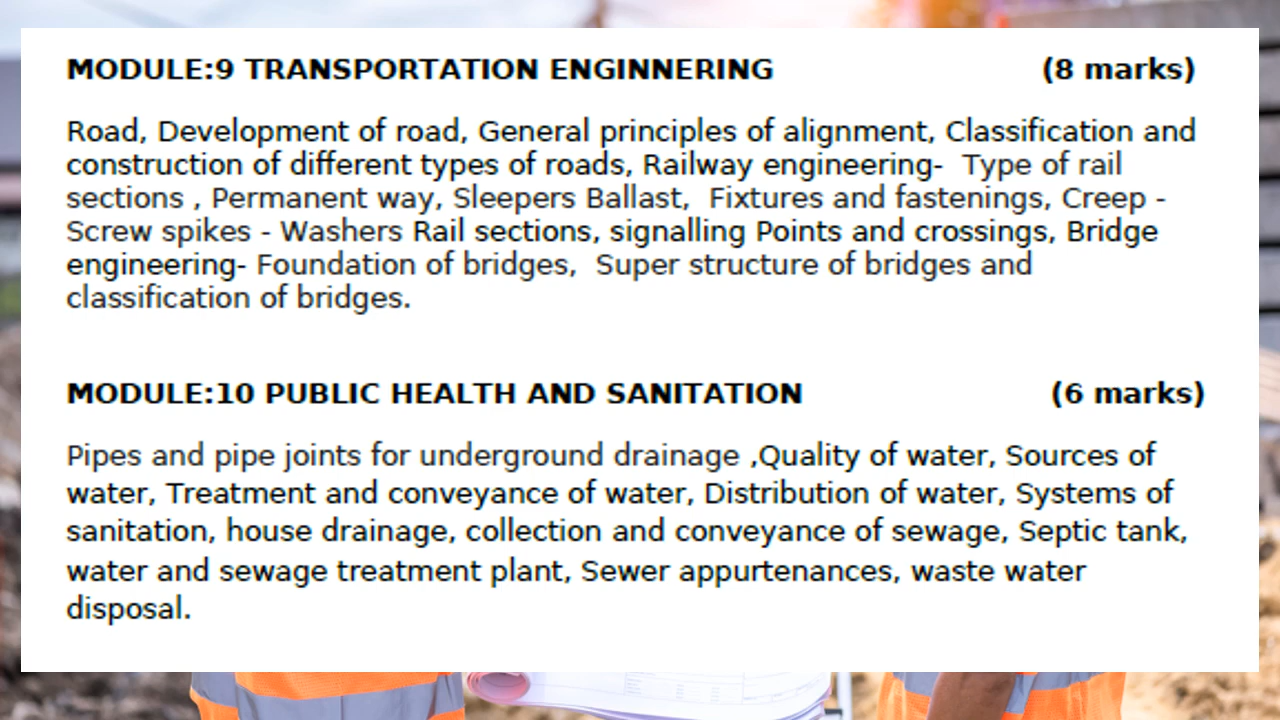 MODULE:9 TRANSPORTATION ENGINNERING (8 marks)
Road, Development of road, General principles of alignment, Classification and
construction of different types of roads, Railway engineering-  Type of rail
sections , Permanent way, Sleepers Ballast,  Fixtures and fastenings, Creep -
Screw spikes - Washers Rail sections, signalling Points and crossings, Bridge
engineering- Foundation of bridges,  Super structure of bridges and
classification of bridges.
MODULE:10 PUBLIC HEALTH AND SANITATION (6 marks)
Pipes and pipe joints for underground drainage ,Quality of water, Sources of
water, Treatment and conveyance of water, Distribution of water, Systems of
sanitation, house drainage, collection and conveyance of sewage, Septic tank,
water and sewage treatment plant, Sewer appurtenances, waste water
disposal.